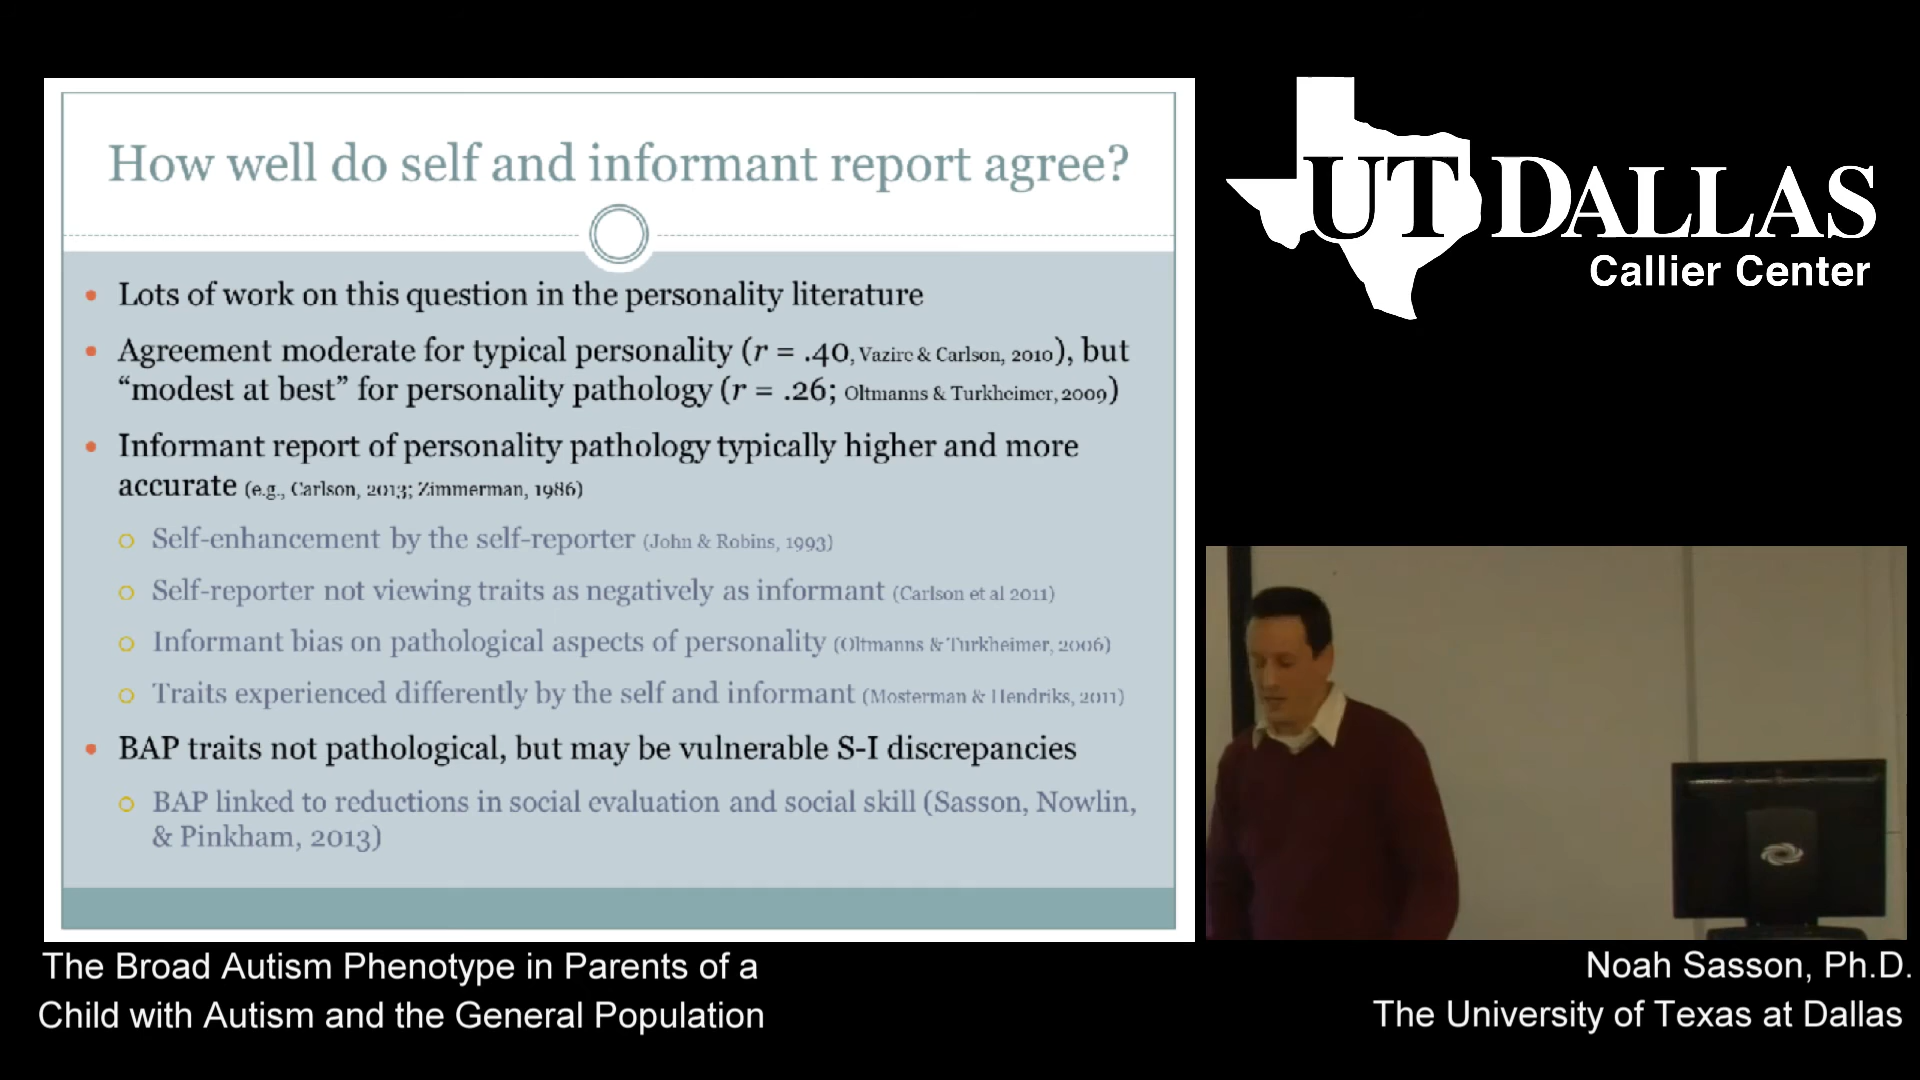 How well do self and informant report agree?
Lots of work on this question in the personality literature
Agreement moderate for typical personality (r = .40, Vazire & Carlson, 2010), but
“modest at best” for personality pathology (r = .26; Oltmanns & Turkheimer, 2009)
Informant report of personality pathology typically higher and more
accurate (e.g., Carlson, 2013; Zimmerman, 1986)
Self-enhancement by the self-reporter (John & Robins, 1993)
Self-reporter not viewing traits as negatively as informant (Carlson et al 2011)
Informant bias on pathological aspects of personality (Oltmanns & Turkheimer, 2006)
Traits experienced differently by the self and informant (Mosterman & Hendriks, 2011)
BAP traits not pathological, but may be vulnerable S-I discrepancies
BAP linked to reductions in social evaluation and social skill (Sasson, Nowlin,
& Pinkham, 2013)
UT DALLAS
Callier Center
The Broad Autism Phenotype in Parents of a
Child with Autism and the General Population
Noah Sasson, Ph.D.
The University of Texas at Dallas